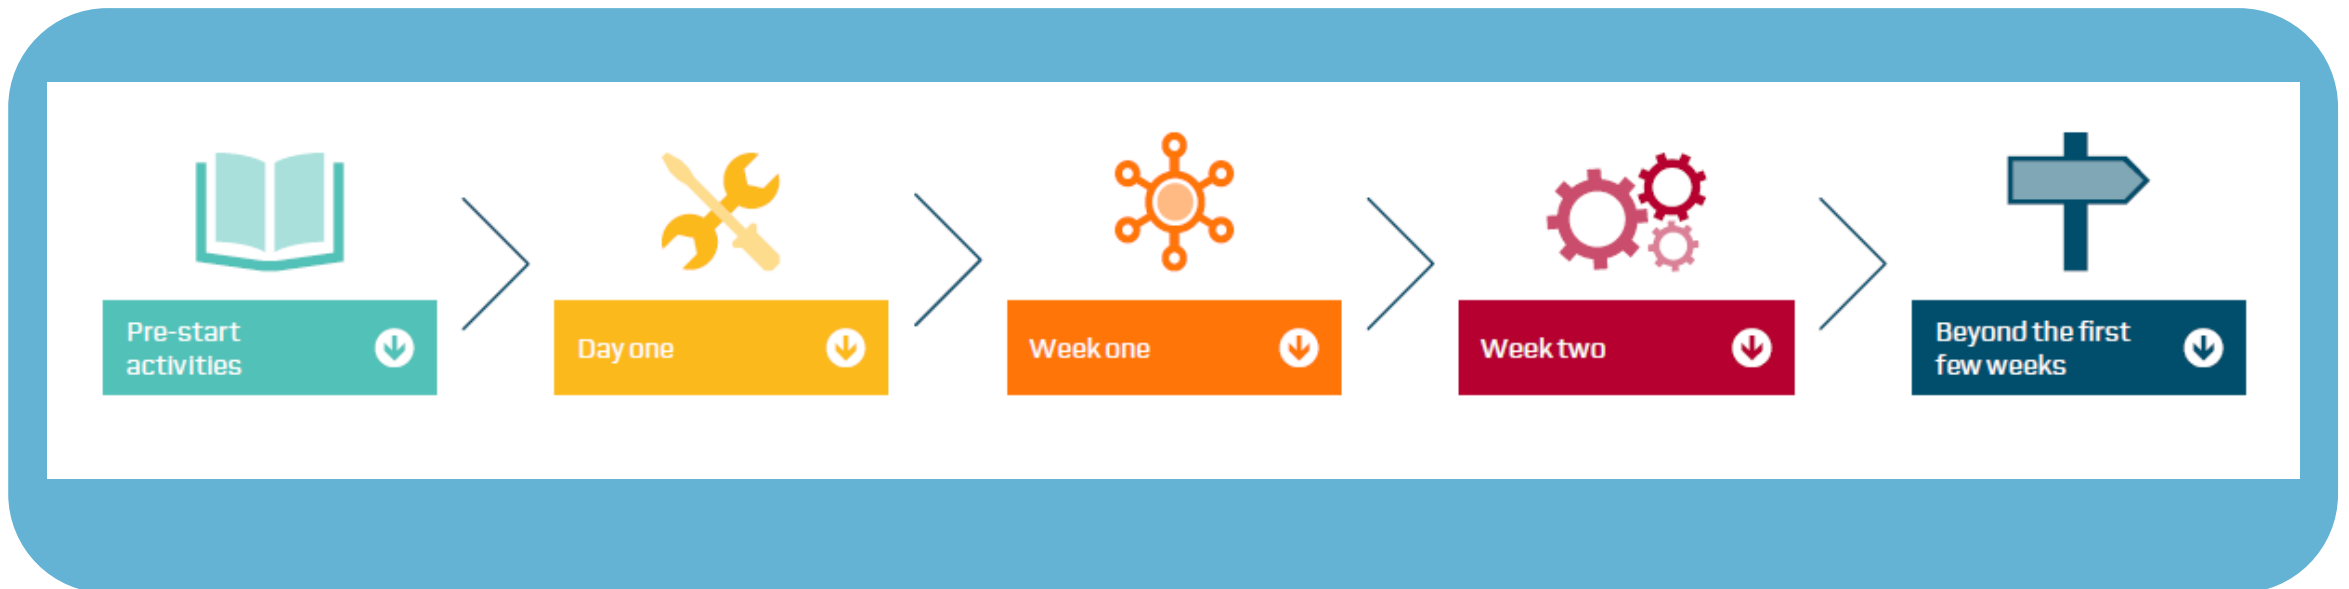 Pre-start
activities
Day one
Week one
Week two
Beyond the first
few weeks